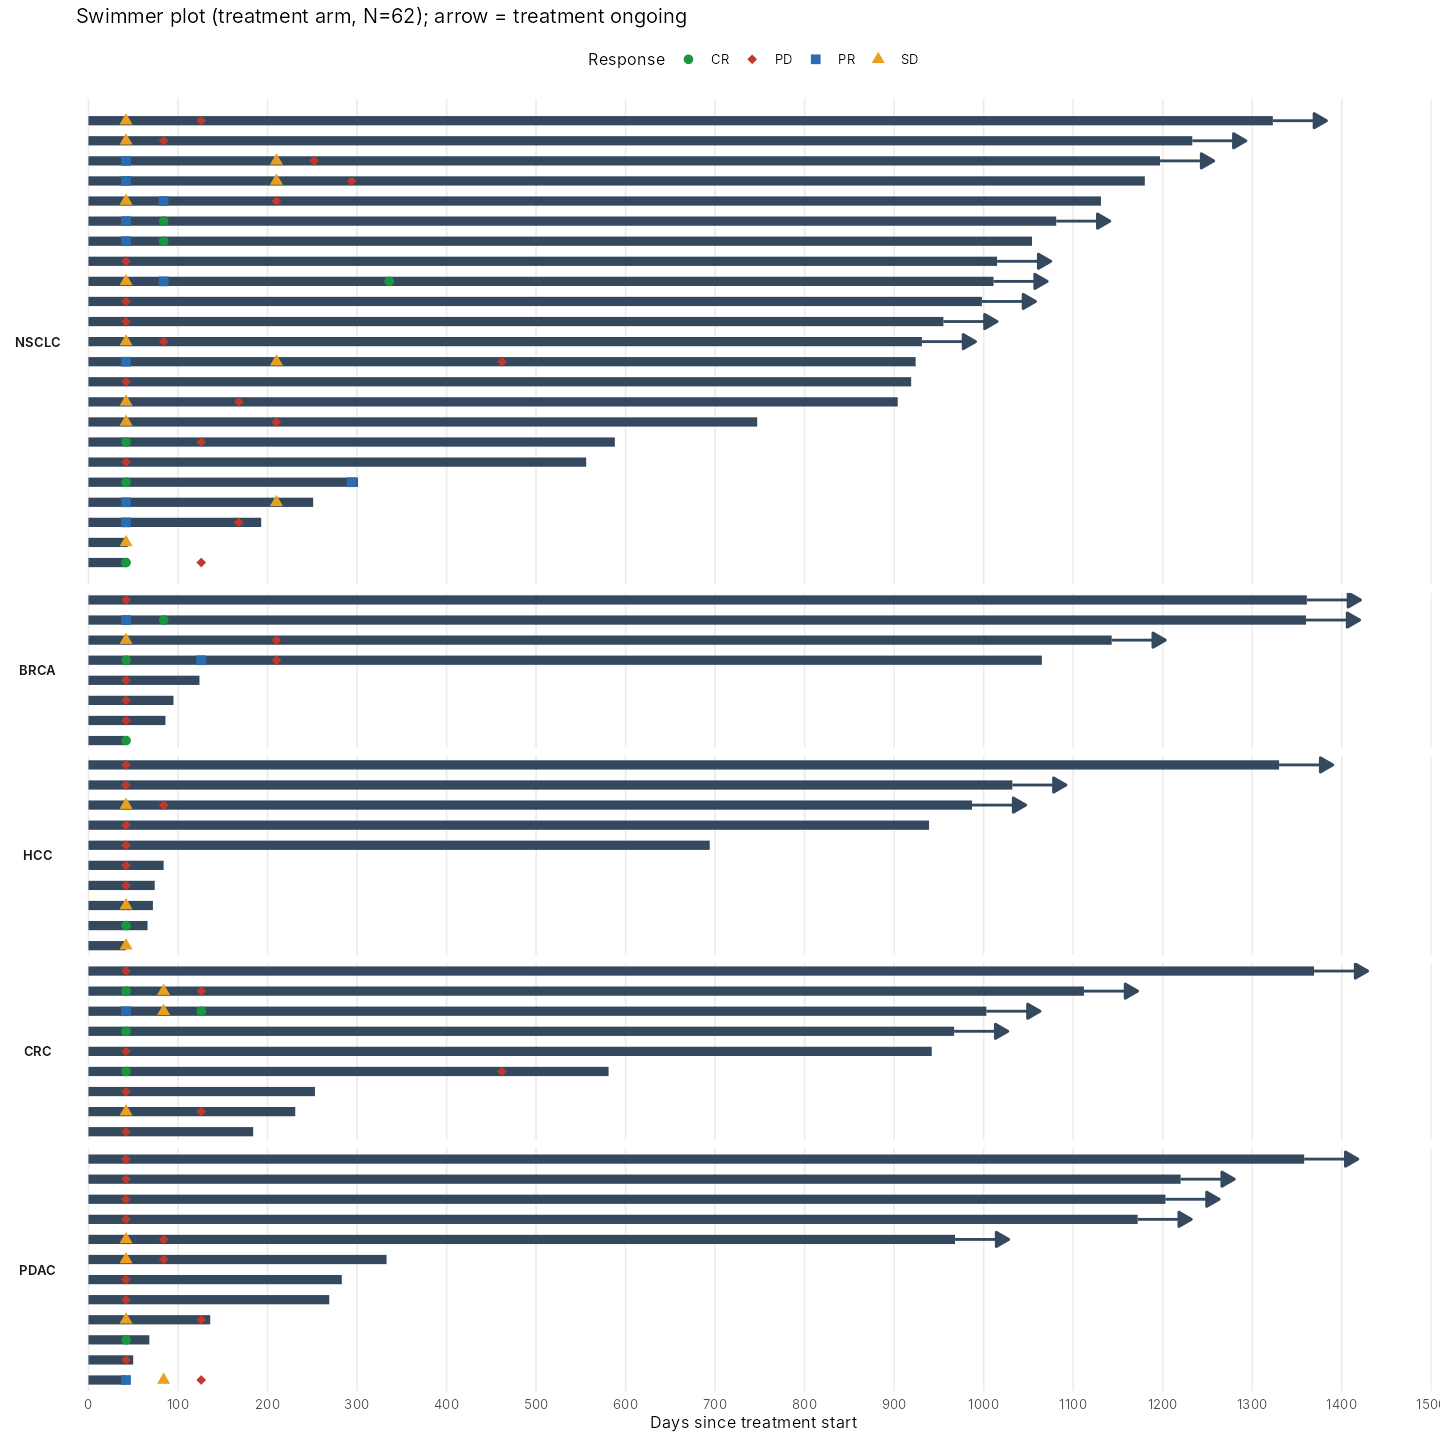 Swimmer plot (treatment arm, N=62); arrow = treatment ongoing
Response CR PD PR SD
NSCLC
BRCA
HCC
CRC
PDAC
0 100 200 300 400 500 600 700 800 900 1000 1100 1200 1300 1400 150
Days since treatment start